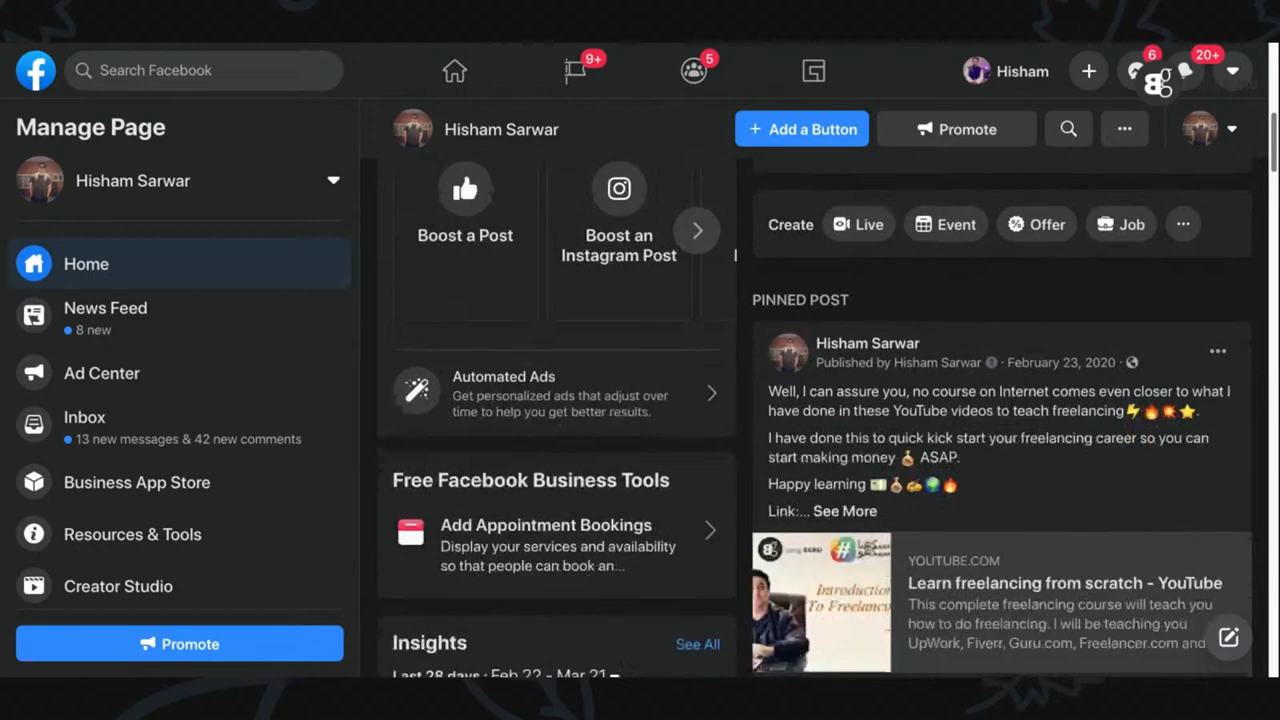 Search Facebook
9+
5
Hisham
6
20+
Manage Page
Hisham Sarwar
Home
News Feed
8 new
Ad Center
Inbox
13 new messages & 42 new comments
Business App Store
Resources & Tools
Creator Studio
Promote
Hisham Sarwar
+ Add a Button
Promote
Boost a Post
Boost an
Instagram Post
Automated Ads
Get personalized ads that adjust over
time to help you get better results.
Free Facebook Business Tools
Add Appointment Bookings
Display your services and availability
so that people can book an...
Insights
See All
Last 28 days : Feb 22 - Mar 21
Create
Live
Event
Offer
Job
PINNED POST
Hisham Sarwar
Published by Hisham Sarwar · February 23, 2020 ·
Well, I can assure you, no course on Internet comes even closer to what I
have done in these YouTube videos to teach freelancing⚡🔥💥⭐.
I have done this to quick kick start your freelancing career so you can
start making money 💰 ASAP.
Happy learning 💵💰✍️🌍🔥
Link:... See More
Introduction
To Freelancing
YOUTUBE.COM
Learn freelancing from scratch - YouTube
This complete freelancing course will teach you
how to do freelancing. I will be teaching you
UpWork, Fiverr, Guru.com, Freelancer.com and